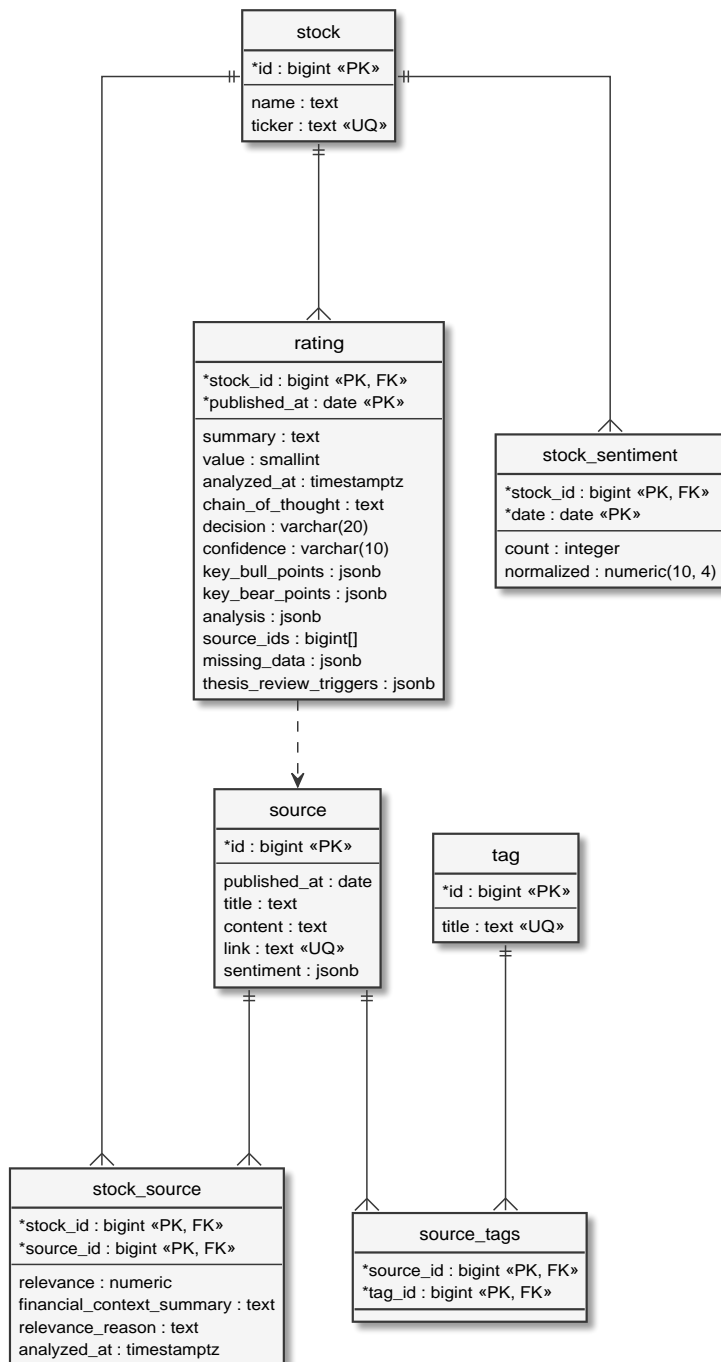 stock
*id : bigint «PK»
name : text
ticker : text «UQ»
rating
*stock_id : bigint «PK, FK»
*published_at : date «PK»
summary : text
value : smallint
analyzed_at : timestamptz
chain_of_thought : text
decision : varchar(20)
confidence : varchar(10)
key_bull_points : jsonb
key_bear_points : jsonb
analysis : jsonb
source_ids : bigint[]
missing_data : jsonb
thesis_review_triggers : jsonb
stock_sentiment
*stock_id : bigint «PK, FK»
*date : date «PK»
count : integer
normalized : numeric(10, 4)
source
*id : bigint «PK»
published_at : date
title : text
content : text
link : text «UQ»
sentiment : jsonb
tag
*id : bigint «PK»
title : text «UQ»
stock_source
*stock_id : bigint «PK, FK»
*source_id : bigint «PK, FK»
relevance : numeric
financial_context_summary : text
relevance_reason : text
analyzed_at : timestamptz
source_tags
*source_id : bigint «PK, FK»
*tag_id : bigint «PK, FK»